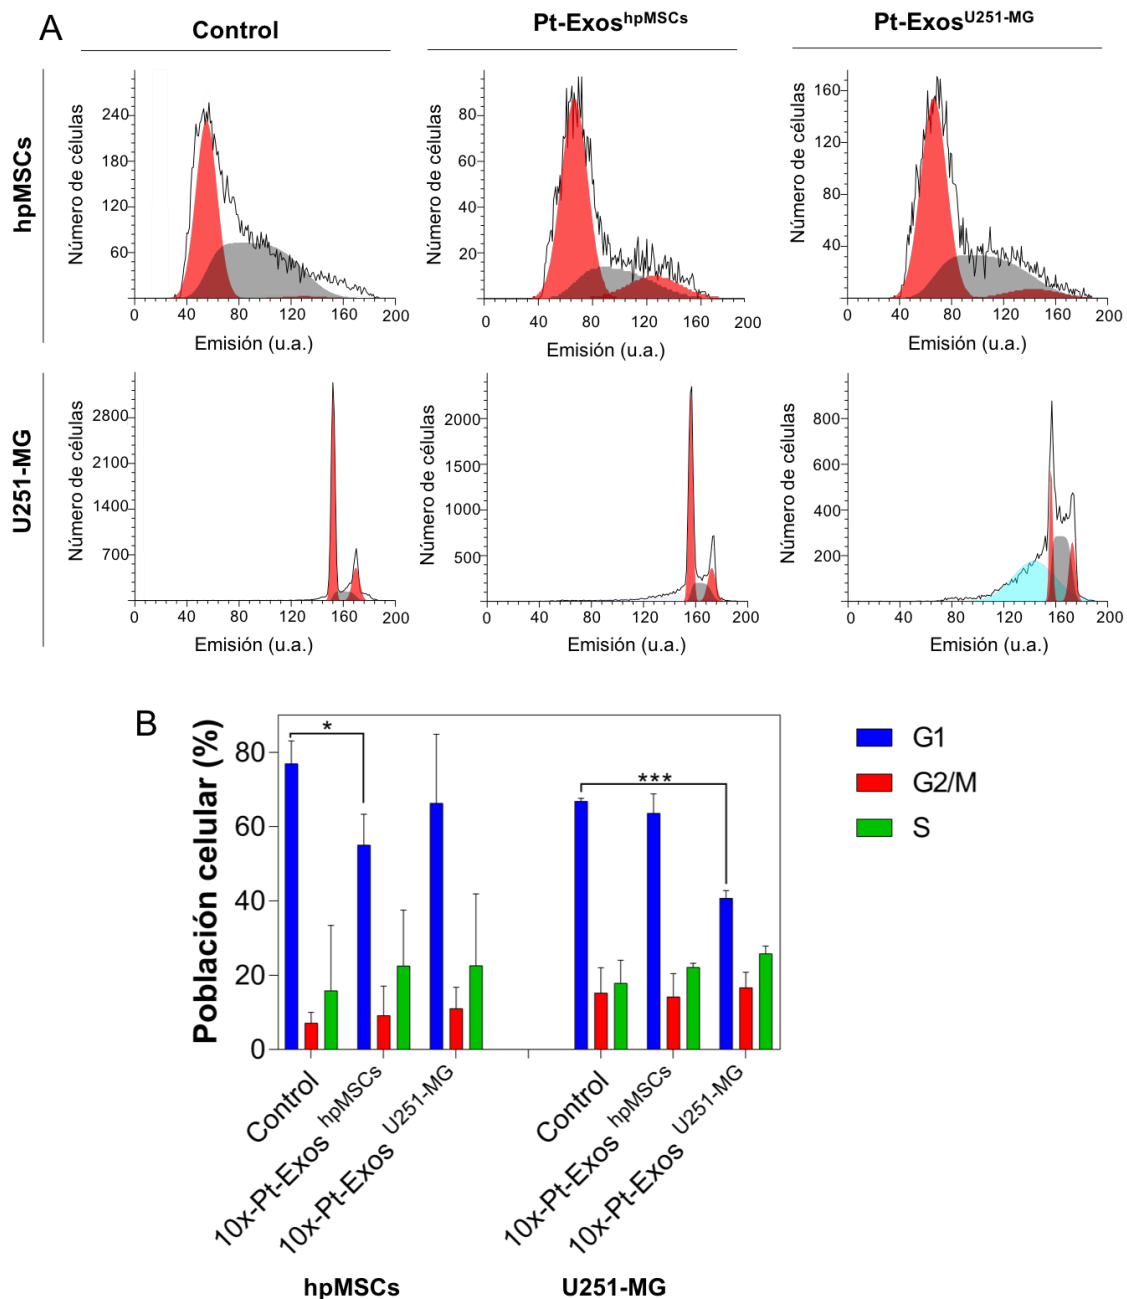 A
Control
Pt-ExoshpMSCs
Pt-ExosU251-MG
hpMSCs
Número de células
240
180
120
60
0
40
80
120
160
200
Emisión (u.a.)
Número de células
80
60
40
20
0
40
80
120
160
200
Emisión (u.a.)
Número de células
160
120
80
40
0
40
80
120
160
200
Emisión (u.a.)
U251-MG
Número de células
2800
2100
1400
700
0
40
80
120
160
200
Emisión (u.a.)
Número de células
2000
1500
1000
500
0
40
80
120
160
200
Emisión (u.a.)
Número de células
800
600
400
200
0
40
80
120
160
200
Emisión (u.a.)
B
Población celular (%)
80
60
40
20
0
*
***
G1
G2/M
S
Control
10x-Pt-Exos hpMSCs
10x-Pt-Exos U251-MG
Control
10x-Pt-Exos hpMSCs
10x-Pt-Exos U251-MG
hpMSCs
U251-MG